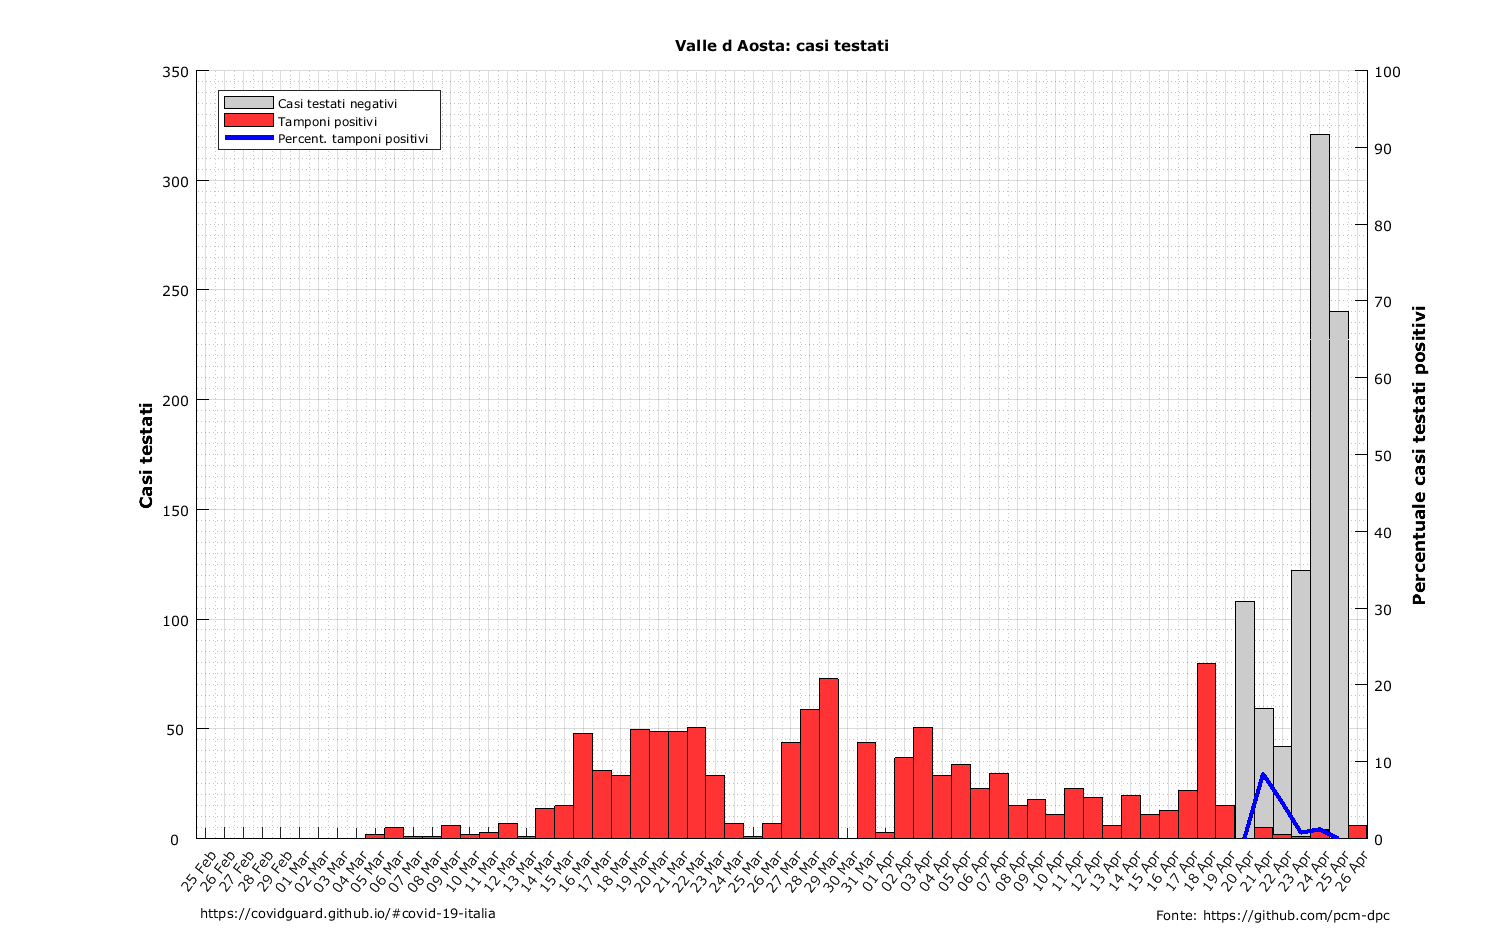 Valle d Aosta: casi testati
Casi testati negativi
Tamponi positivi
Percent. tamponi positivi
Casi testati
350
300
250
200
150
100
50
0
Percentuale casi testati positivi
100
90
80
70
60
50
40
30
20
10
0
25 Feb
26 Feb
27 Feb
28 Feb
29 Feb
01 Mar
02 Mar
03 Mar
04 Mar
05 Mar
06 Mar
07 Mar
08 Mar
09 Mar
10 Mar
11 Mar
12 Mar
13 Mar
14 Mar
15 Mar
16 Mar
17 Mar
18 Mar
19 Mar
20 Mar
21 Mar
22 Mar
23 Mar
24 Mar
25 Mar
26 Mar
27 Mar
28 Mar
29 Mar
30 Mar
31 Mar
01 Apr
02 Apr
03 Apr
04 Apr
05 Apr
06 Apr
07 Apr
08 Apr
09 Apr
10 Apr
11 Apr
12 Apr
13 Apr
14 Apr
15 Apr
16 Apr
17 Apr
18 Apr
19 Apr
20 Apr
21 Apr
22 Apr
23 Apr
24 Apr
25 Apr
26 Apr
https://covidguard.github.io/#covid-19-italia
Fonte: https://github.com/pcm-dpc